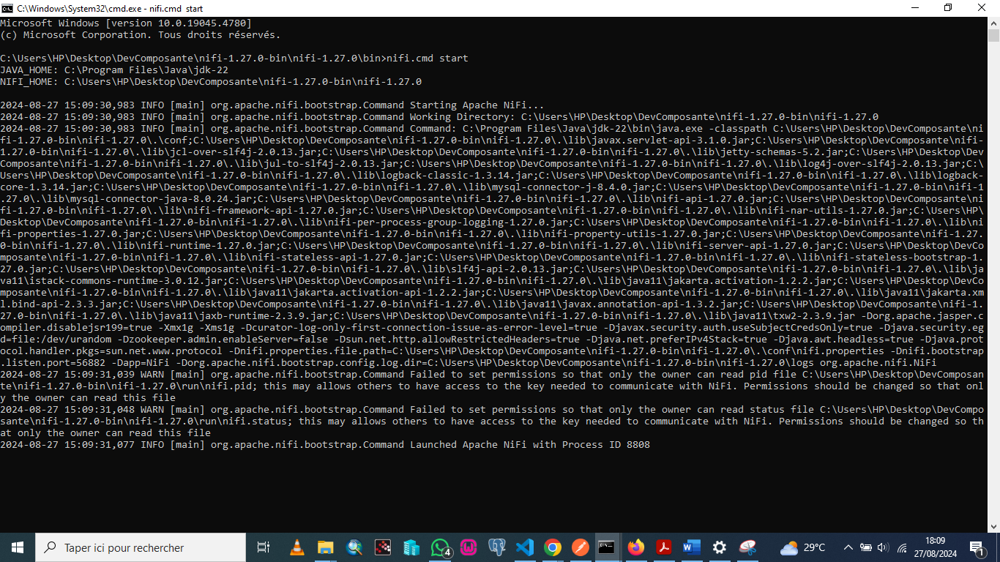 C:\Windows\System32\cmd.exe - nifi.cmd  start
Microsoft Windows [version 10.0.19045.4780]
(c) Microsoft Corporation. Tous droits réservés.
C:\Users\HP\Desktop\DevComposante\nifi-1.27.0-bin\nifi-1.27.0\bin>nifi.cmd start
JAVA_HOME: C:\Program Files\Java\jdk-22
NIFI_HOME: C:\Users\HP\Desktop\DevComposante\nifi-1.27.0-bin\nifi-1.27.0
2024-08-27 15:09:30,983 INFO [main] org.apache.nifi.bootstrap.Command Starting Apache NiFi...
2024-08-27 15:09:30,983 INFO [main] org.apache.nifi.bootstrap.Command Working Directory: C:\Users\HP\Desktop\DevComposante\nifi-1.27.0-bin\nifi-1.27.0
2024-08-27 15:09:30,983 INFO [main] org.apache.nifi.bootstrap.Command Command: C:\Program Files\Java\jdk-22\bin\java.exe -classpath C:\Users\HP\Desktop\DevComposante\ni
fi-1.27.0-bin\nifi-1.27.0\.\conf;C:\Users\HP\Desktop\DevComposante\nifi-1.27.0-bin\nifi-1.27.0\.\lib\javax.servlet-api-3.1.0.jar;C:\Users\HP\Desktop\DevComposante\nifi-
1.27.0-bin\nifi-1.27.0\.\lib\jcl-over-slf4j-2.0.13.jar;C:\Users\HP\Desktop\DevComposante\nifi-1.27.0-bin\nifi-1.27.0\.\lib\jetty-schemas-5.2.jar;C:\Users\HP\Desktop\Dev
Composante\nifi-1.27.0-bin\nifi-1.27.0\.\lib\jul-to-slf4j-2.0.13.jar;C:\Users\HP\Desktop\DevComposante\nifi-1.27.0-bin\nifi-1.27.0\.\lib\log4j-over-slf4j-2.0.13.jar;C:\
Users\HP\Desktop\DevComposante\nifi-1.27.0-bin\nifi-1.27.0\.\lib\logback-classic-1.3.14.jar;C:\Users\HP\Desktop\DevComposante\nifi-1.27.0-bin\nifi-1.27.0\.\lib\logback-
core-1.3.14.jar;C:\Users\HP\Desktop\DevComposante\nifi-1.27.0-bin\nifi-1.27.0\.\lib\mysql-connector-j-8.4.0.jar;C:\Users\HP\Desktop\DevComposante\nifi-1.27.0-bin\nifi-1
.27.0\.\lib\mysql-connector-java-8.0.24.jar;C:\Users\HP\Desktop\DevComposante\nifi-1.27.0-bin\nifi-1.27.0\.\lib\nifi-api-1.27.0.jar;C:\Users\HP\Desktop\DevComposante\ni
fi-1.27.0-bin\nifi-1.27.0\.\lib\nifi-framework-api-1.27.0.jar;C:\Users\HP\Desktop\DevComposante\nifi-1.27.0-bin\nifi-1.27.0\.\lib\nifi-nar-utils-1.27.0.jar;C:\Users\HP\
Desktop\DevComposante\nifi-1.27.0-bin\nifi-1.27.0\.\lib\nifi-per-process-group-logging-1.27.0.jar;C:\Users\HP\Desktop\DevComposante\nifi-1.27.0-bin\nifi-1.27.0\.\lib\ni
fi-properties-1.27.0.jar;C:\Users\HP\Desktop\DevComposante\nifi-1.27.0-bin\nifi-1.27.0\.\lib\nifi-property-utils-1.27.0.jar;C:\Users\HP\Desktop\DevComposante\nifi-1.27.
0-bin\nifi-1.27.0\.\lib\nifi-runtime-1.27.0.jar;C:\Users\HP\Desktop\DevComposante\nifi-1.27.0-bin\nifi-1.27.0\.\lib\nifi-server-api-1.27.0.jar;C:\Users\HP\Desktop\DevCo
mposante\nifi-1.27.0-bin\nifi-1.27.0\.\lib\nifi-stateless-api-1.27.0.jar;C:\Users\HP\Desktop\DevComposante\nifi-1.27.0-bin\nifi-1.27.0\.\lib\nifi-stateless-bootstrap-1.
27.0.jar;C:\Users\HP\Desktop\DevComposante\nifi-1.27.0-bin\nifi-1.27.0\.\lib\slf4j-api-2.0.13.jar;C:\Users\HP\Desktop\DevComposante\nifi-1.27.0-bin\nifi-1.27.0\.\lib\ja
va11\istack-commons-runtime-3.0.12.jar;C:\Users\HP\Desktop\DevComposante\nifi-1.27.0-bin\nifi-1.27.0\.\lib\java11\jakarta.activation-1.2.2.jar;C:\Users\HP\Desktop\DevCo
mposante\nifi-1.27.0-bin\nifi-1.27.0\.\lib\java11\jakarta.activation-api-1.2.2.jar;C:\Users\HP\Desktop\DevComposante\nifi-1.27.0-bin\nifi-1.27.0\.\lib\java11\jakarta.xm
l.bind-api-2.3.3.jar;C:\Users\HP\Desktop\DevComposante\nifi-1.27.0-bin\nifi-1.27.0\.\lib\java11\javax.annotation-api-1.3.2.jar;C:\Users\HP\Desktop\DevComposante\nifi-1.
27.0-bin\nifi-1.27.0\.\lib\java11\jaxb-runtime-2.3.9.jar;C:\Users\HP\Desktop\DevComposante\nifi-1.27.0-bin\nifi-1.27.0\.\lib\java11\txw2-2.3.9.jar -Dorg.apache.jasper.c
ompiler.disablejsr199=true -Xmx1g -Xms1g -Dcurator-log-only-first-connection-issue-as-error-level=true -Djavax.security.auth.useSubjectCredsOnly=true -Djava.security.eg
d=file:/dev/urandom -Dzookeeper.admin.enableServer=false -Dsun.net.http.allowRestrictedHeaders=true -Djava.net.preferIPv4Stack=true -Djava.awt.headless=true -Djava.prot
ocol.handler.pkgs=sun.net.www.protocol -Dnifi.properties.file.path=C:\Users\HP\Desktop\DevComposante\nifi-1.27.0-bin\nifi-1.27.0\.\conf\nifi.properties -Dnifi.bootstrap
.listen.port=56882 -Dapp=NiFi -Dorg.apache.nifi.bootstrap.config.log.dir=C:\Users\HP\Desktop\DevComposante\nifi-1.27.0-bin\nifi-1.27.0\logs org.apache.nifi.NiFi
2024-08-27 15:09:31,039 WARN [main] org.apache.nifi.bootstrap.Command Failed to set permissions so that only the owner can read pid file C:\Users\HP\Desktop\DevComposan
te\nifi-1.27.0-bin\nifi-1.27.0\run\nifi.pid; this may allows others to have access to the key needed to communicate with NiFi. Permissions should be changed so that onl
y the owner can read this file
2024-08-27 15:09:31,048 WARN [main] org.apache.nifi.bootstrap.Command Failed to set permissions so that only the owner can read status file C:\Users\HP\Desktop\DevCompo
sante\nifi-1.27.0-bin\nifi-1.27.0\run\nifi.status; this may allows others to have access to the key needed to communicate with NiFi. Permissions should be changed so th
at only the owner can read this file
2024-08-27 15:09:31,077 INFO [main] org.apache.nifi.bootstrap.Command Launched Apache NiFi with Process ID 8808
Taper ici pour rechercher
4
29°C
18:09
27/08/2024
1